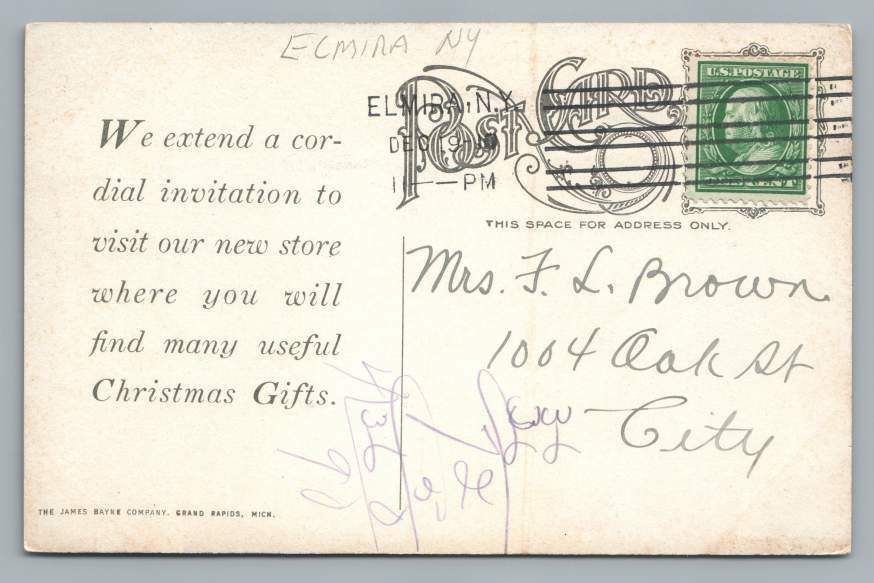 ELMIRA NY
ELMIRA, N.Y.
DEC 19
11 — PM
Post Card
U.S. POSTAGE
THIS SPACE FOR ADDRESS ONLY.
We extend a cor-
dial invitation to
visit our new store
where you will
find many useful
Christmas Gifts.
Mrs. F. L. Brown.
1004 Oak St
City
THE JAMES BAYNE COMPANY. GRAND RAPIDS, MICH.